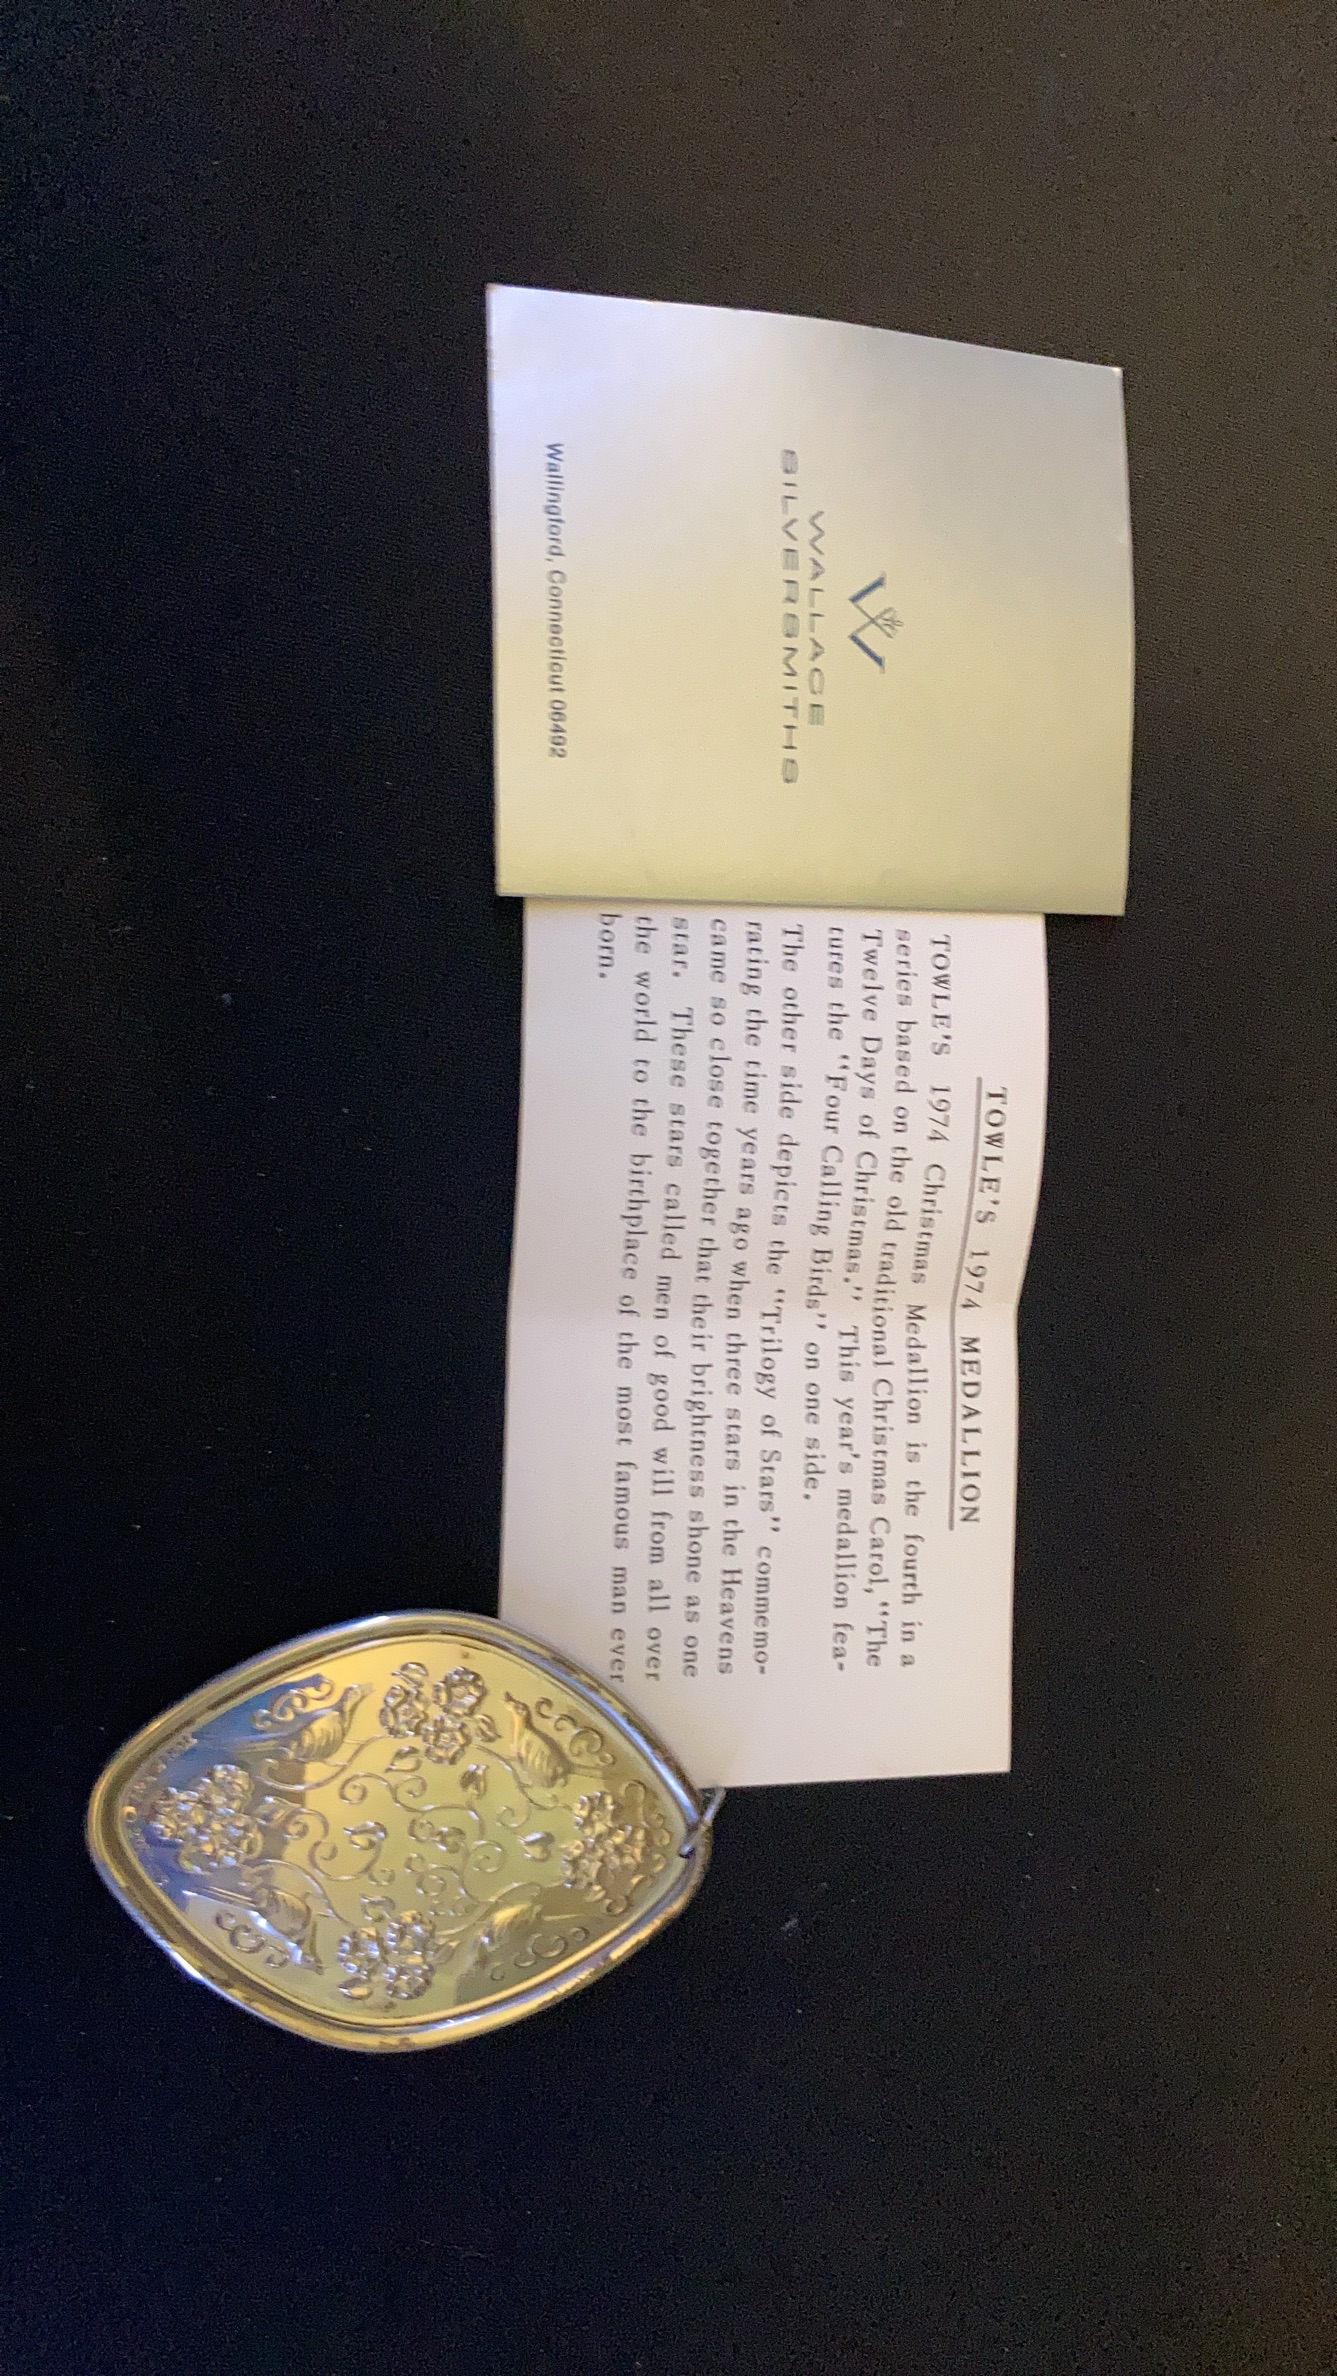 WALLACE
SILVERSMITHS
Wallingford, Connecticut 06492
TOWLE'S 1974 MEDALLION
TOWLE'S 1974 Christmas Medallion is the fourth in a
series based on the old traditional Christmas Carol, "The
Twelve Days of Christmas." This year's medallion fea-
tures the "Four Calling Birds" on one side.
The other side depicts the "Trilogy of Stars" commemo-
rating the time years ago when three stars in the Heavens
came so close together that their brightness shone as one
star. These stars called men of good will from all over
the world to the birthplace of the most famous man ever
born.